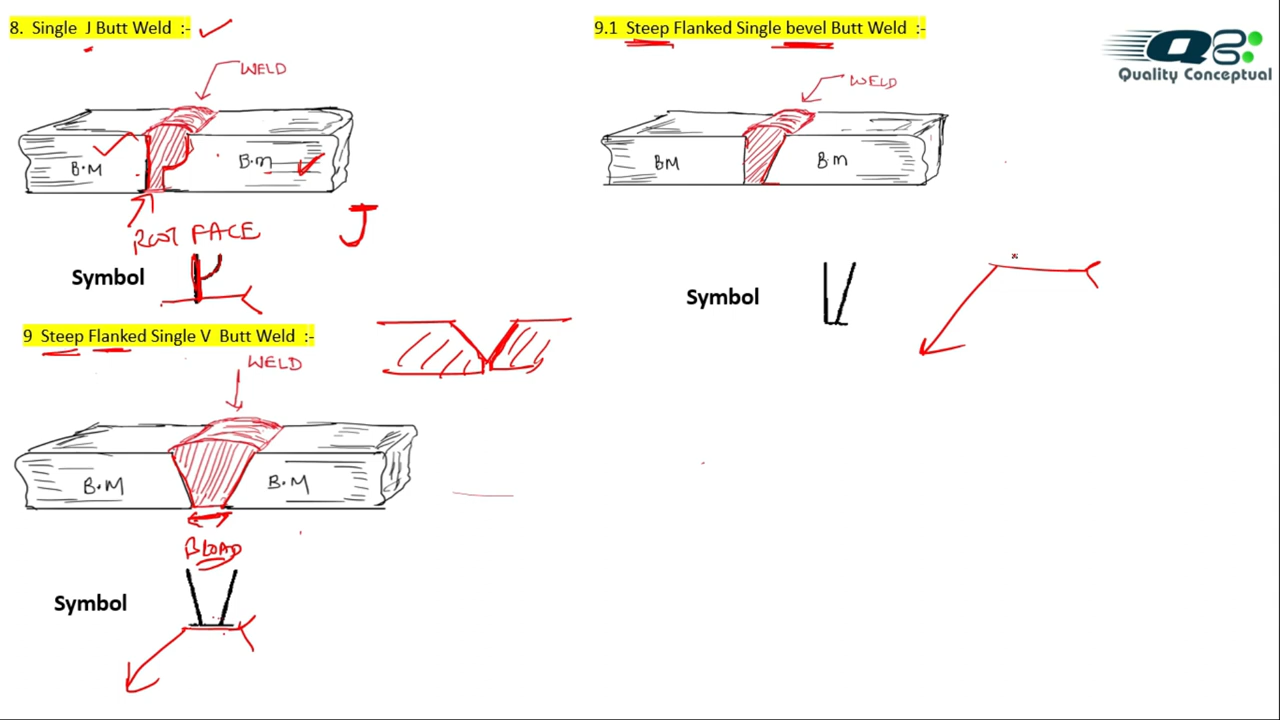 8. Single J Butt Weld :-
WELD
B.M
B.M
ROOT FACE
J
Symbol
9 Steep Flanked Single V Butt Weld :-
WELD
B.M
B.M
BLOAD
Symbol
9.1 Steep Flanked Single bevel Butt Weld :-
WELD
BM
B.M
Symbol
Quality Conceptual